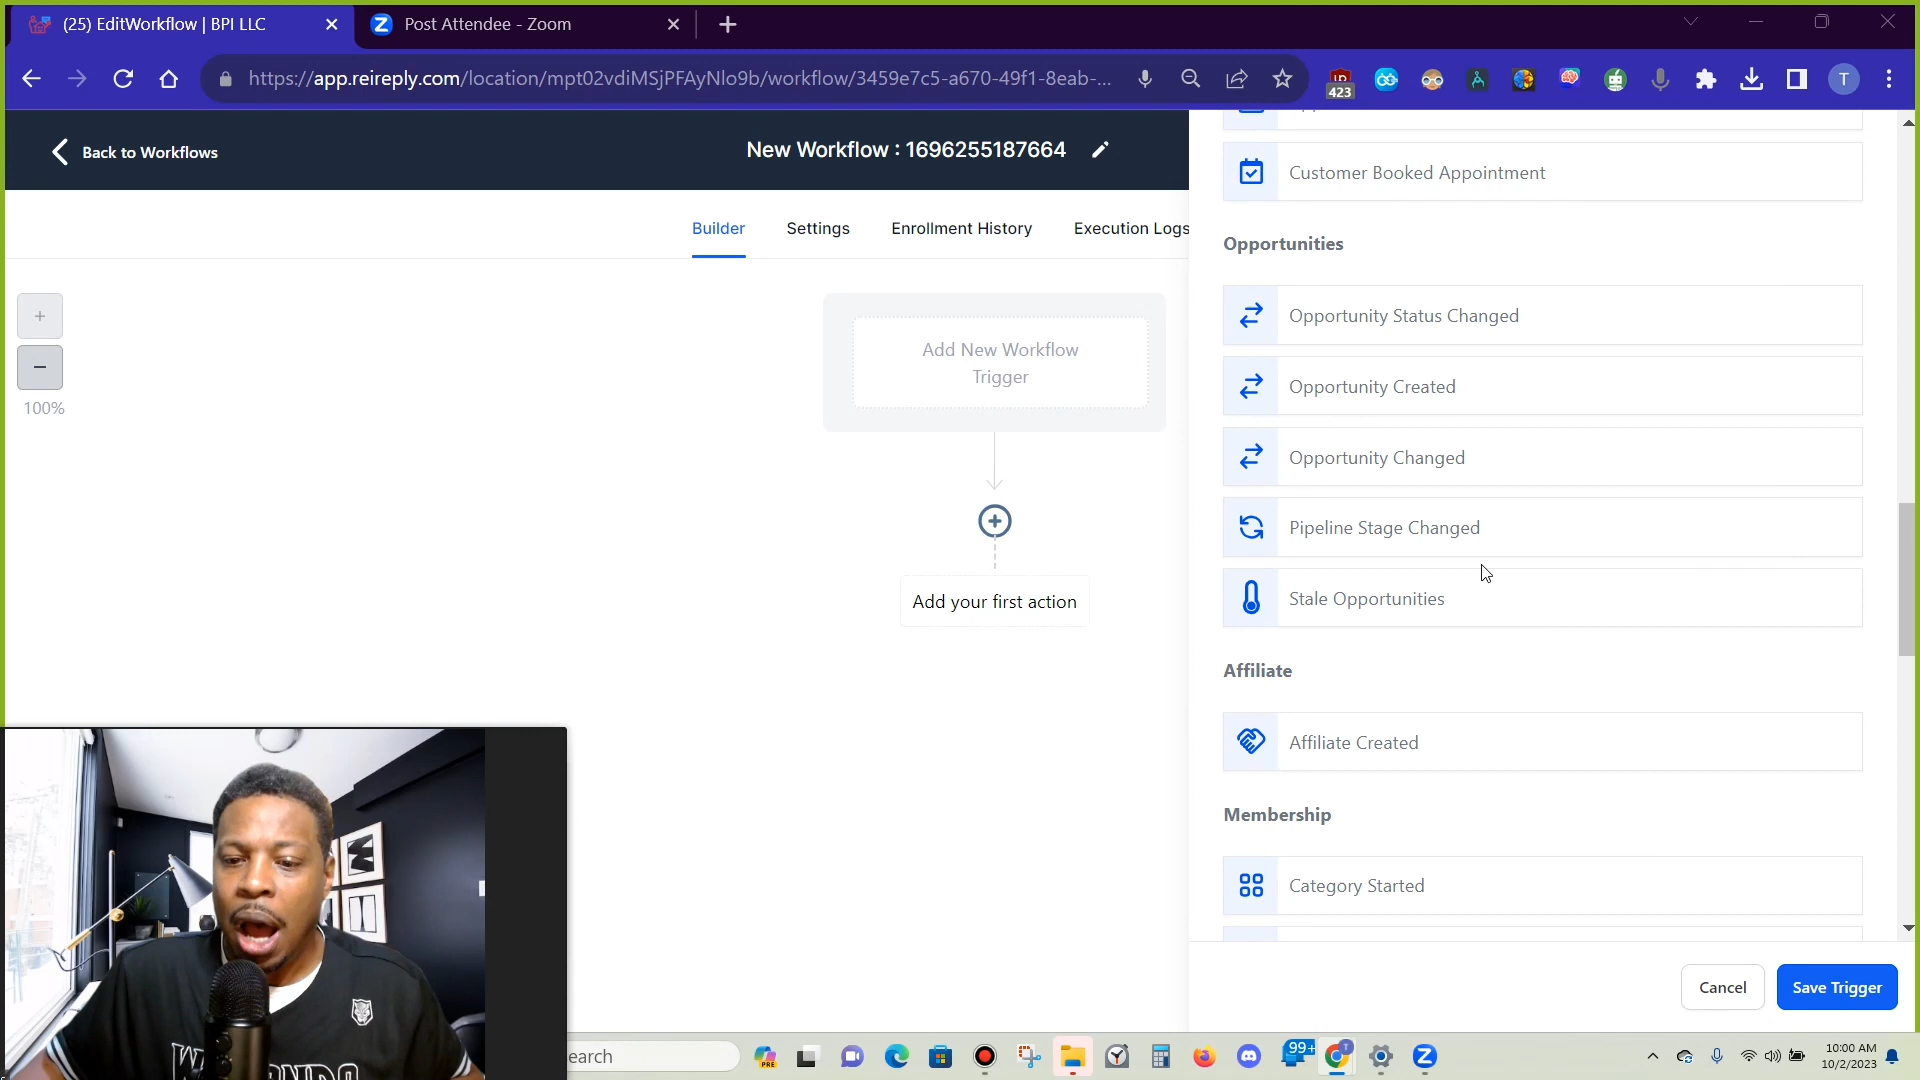 (25) EditWorkflow | BPI LLC
Post Attendee - Zoom
https://app.reireply.com/location/mpt02vdiMSjPFAyNlo9b/workflow/3459e7c5-a670-49f1-8eab-...
423
T
Back to Workflows
New Workflow : 1696255187664
Builder
Settings
Enrollment History
Execution Logs
100%
Add New Workflow
Trigger
Add your first action
Customer Booked Appointment
Opportunities
Opportunity Status Changed
Opportunity Created
Opportunity Changed
Pipeline Stage Changed
Stale Opportunities
Affiliate
Affiliate Created
Membership
Category Started
Cancel
Save Trigger
earch
PRE
99+
T
10:00 AM
10/2/2023